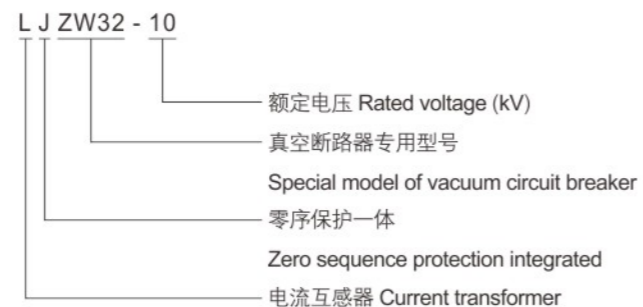 L J ZW32 - 10
额定电压 Rated voltage (kV)
真空断路器专用型号
Special model of vacuum circuit breaker
零序保护一体
Zero sequence protection integrated
电流互感器 Current transformer